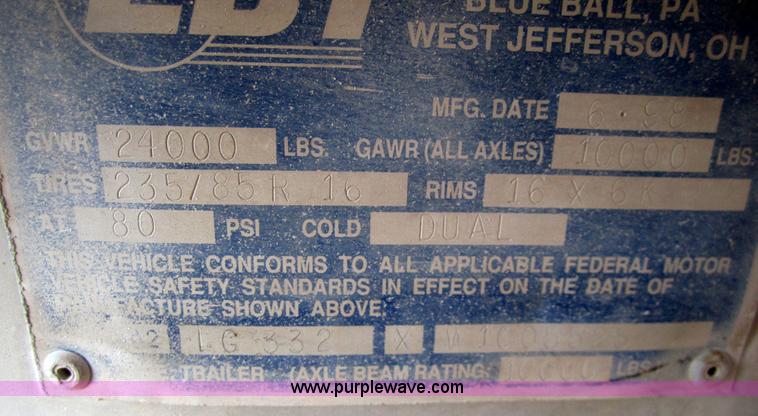 EBY
BLUE BALL, PA
WEST JEFFERSON, OH
MFG. DATE 6·98
GVWR 24000 LBS. GAWR (ALL AXLES) 10000 LBS.
TIRES 235/85 R 16 RIMS 16 X 6K
AT 80 PSI COLD DUAL
THIS VEHICLE CONFORMS TO ALL APPLICABLE FEDERAL MOTOR
VEHICLE SAFETY STANDARDS IN EFFECT ON THE DATE OF
MANUFACTURE SHOWN ABOVE.
LG 332 X
TRAILER (AXLE BEAM RATING: 10000 LBS
www.purplewave.com